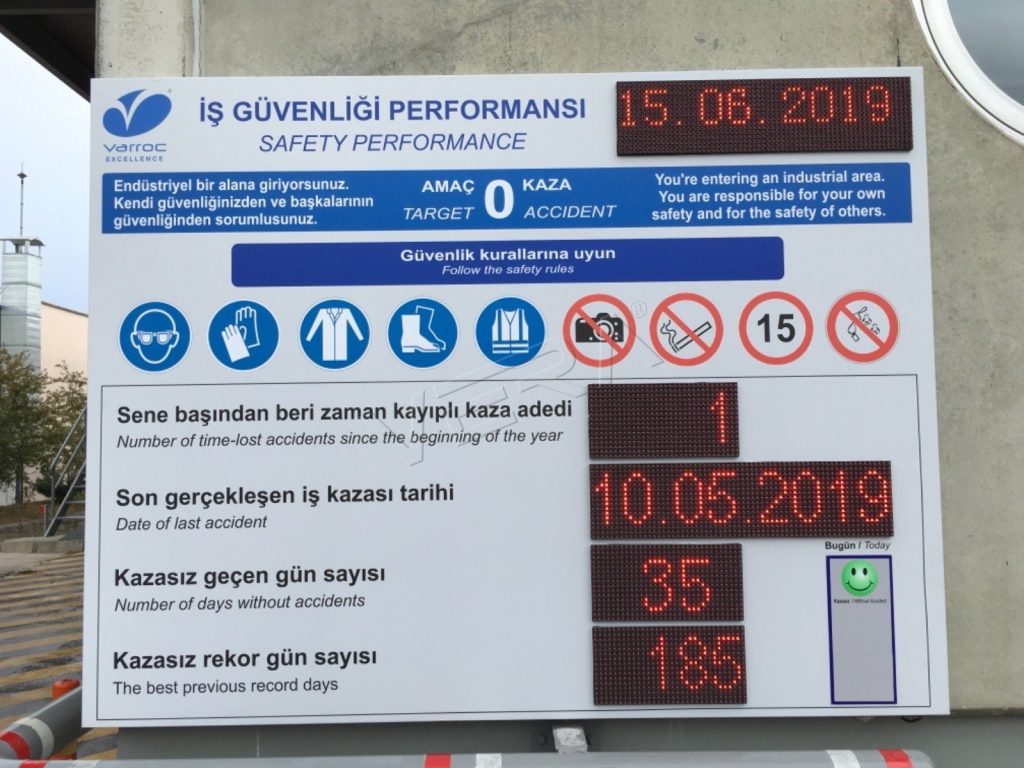 varroc
EXCELLENCE
İŞ GÜVENLİĞİ PERFORMANSI
SAFETY PERFORMANCE
15.06.2019
Endüstriyel bir alana giriyorsunuz.
Kendi güvenliğinizden ve başkalarının
güvenliğinden sorumlusunuz.
AMAÇ 0 KAZA
TARGET ACCIDENT
You're entering an industrial area.
You are responsible for your own
safety and for the safety of others.
Güvenlik kurallarına uyun
Follow the safety rules
15
VERA®
Sene başından beri zaman kayıplı kaza adedi
Number of time-lost accidents since the beginning of the year
1
Son gerçekleşen iş kazası tarihi
Date of last accident
10.05.2019
Bugün / Today
Kazasız / Without Accident
Kazasız geçen gün sayısı
Number of days without accidents
35
Kazasız rekor gün sayısı
The best previous record days
185